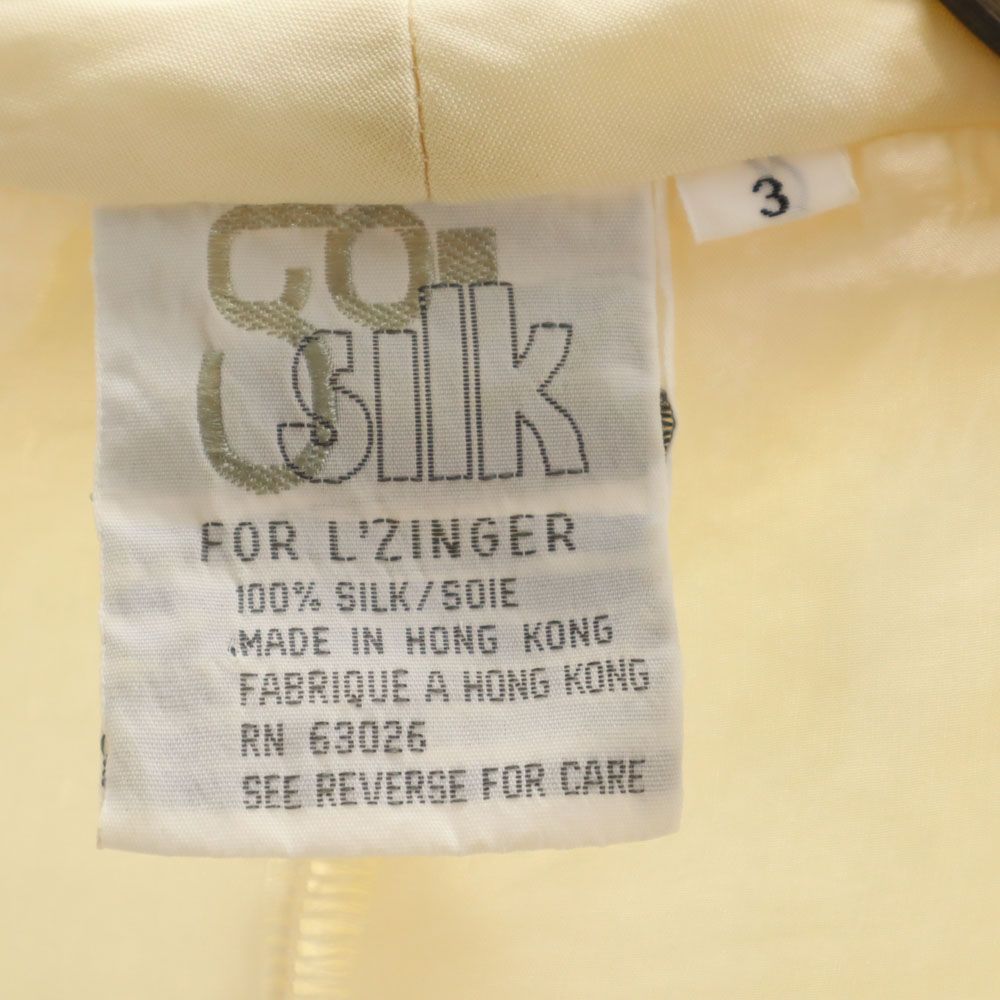 GO!
silk
3
FOR L'ZINGER
100% SILK/SOIE
MADE IN HONG KONG
FABRIQUE A HONG KONG
RN 63026
SEE REVERSE FOR CARE